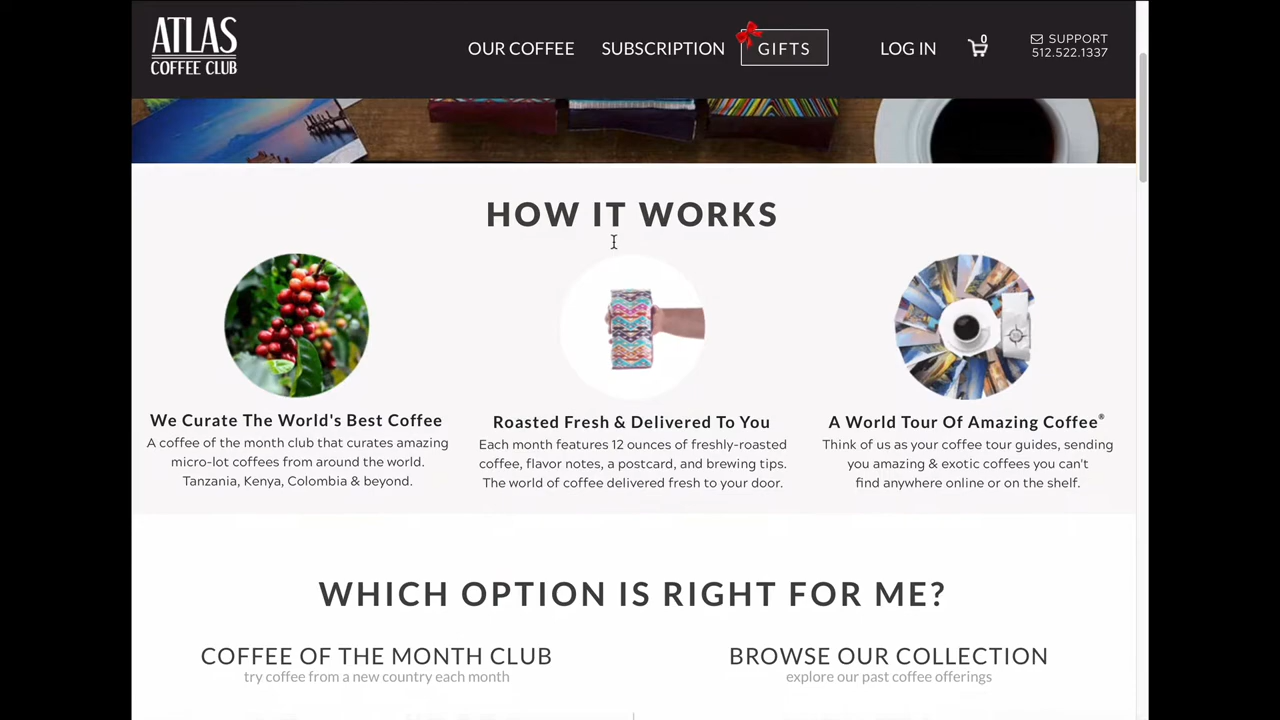 ATLAS
COFFEE CLUB
OUR COFFEE
SUBSCRIPTION
GIFTS
LOG IN
0
SUPPORT
512.522.1337
HOW IT WORKS
We Curate The World's Best Coffee
A coffee of the month club that curates amazing
micro-lot coffees from around the world.
Tanzania, Kenya, Colombia & beyond.
Roasted Fresh & Delivered To You
Each month features 12 ounces of freshly-roasted
coffee, flavor notes, a postcard, and brewing tips.
The world of coffee delivered fresh to your door.
A World Tour Of Amazing Coffee®
Think of us as your coffee tour guides, sending
you amazing & exotic coffees you can't
find anywhere online or on the shelf.
WHICH OPTION IS RIGHT FOR ME?
COFFEE OF THE MONTH CLUB
try coffee from a new country each month
BROWSE OUR COLLECTION
explore our past coffee offerings